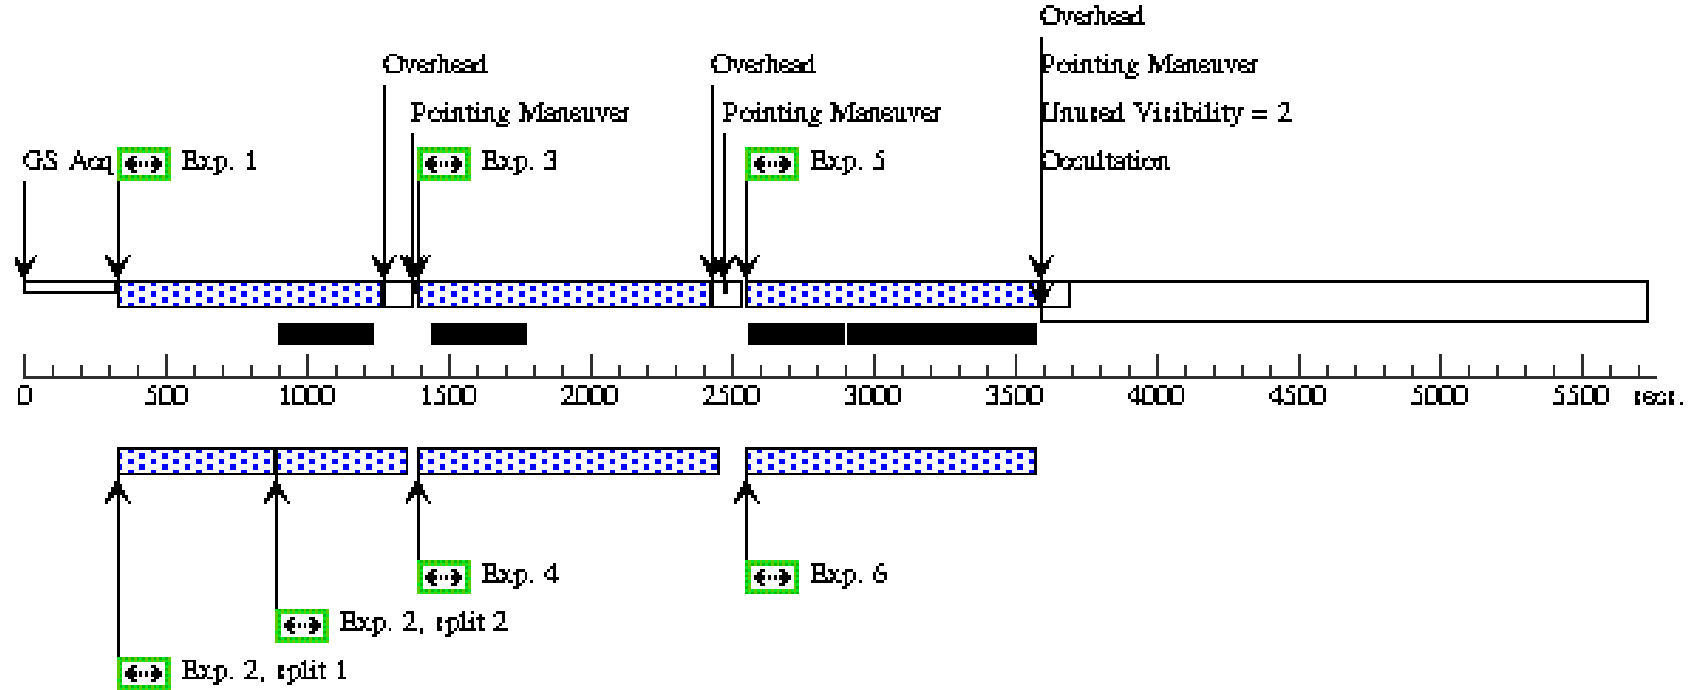 Overhead
Overhead
Overhead
Pointing Maneuver
Pointing Maneuver
Pointing Maneuver
Unused Visibility = 2
GS Acq
Exp. 1
Exp. 3
Exp. 5
Occultation
0 500 1000 1500 2000 2500 3000 3500 4000 4500 5000 5500 secs.
Exp. 4
Exp. 6
Exp. 2, split 2
Exp. 2, split 1